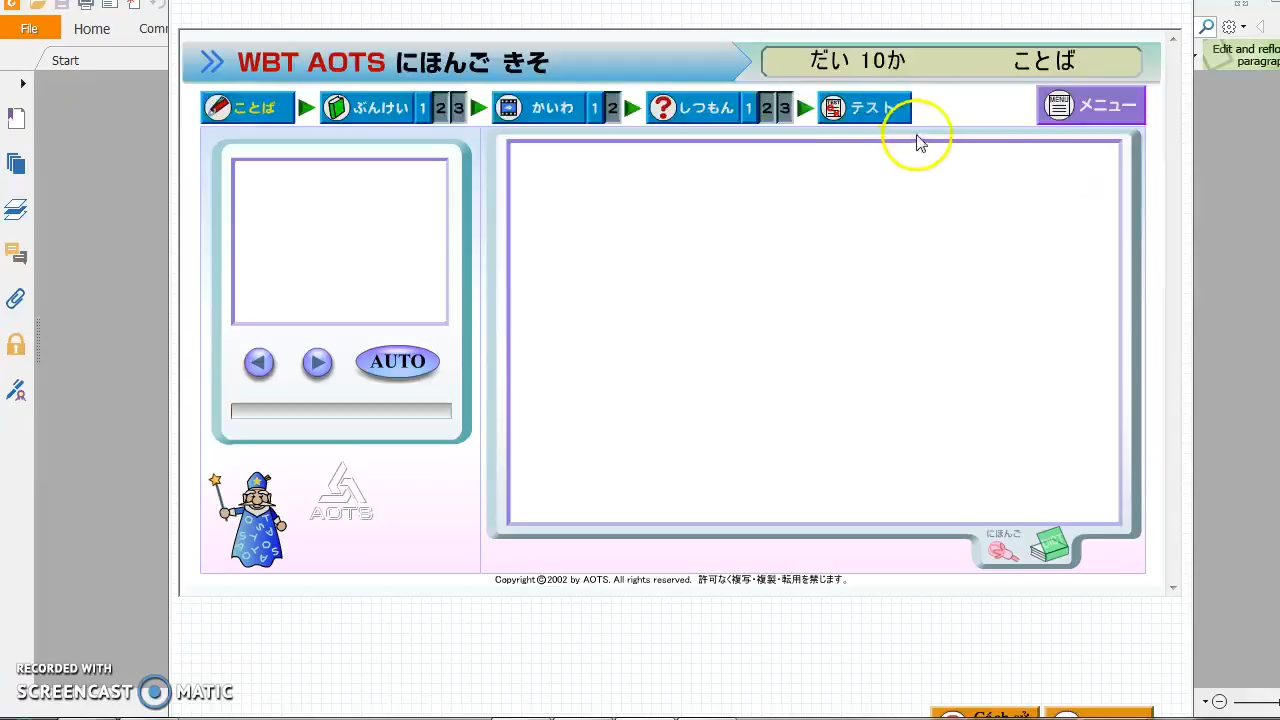 File Home Comm
Start
Edit and reflo
paragrap
WBT AOTS にほんご きそ
だい 10か ことば
ことば ぶんけい 1 2 3 かいわ 1 2 しつもん 1 2 3 テスト
MENU メニュー
AUTO
AOTS
にほんご
Copyright©2002 by AOTS. All rights reserved. 許可なく複写・複製・転用を禁じます。
RECORDED WITH
SCREENCAST MATIC
Cách sử